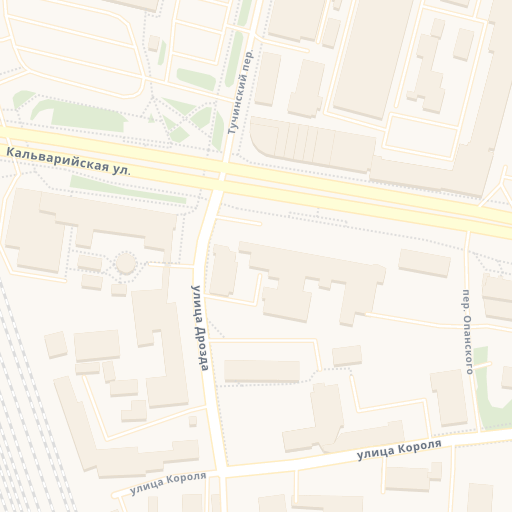 Тучинский пер.
Кальварийская ул.
улица Дрозда
пер. Опанского
улица Короля
улица Короля